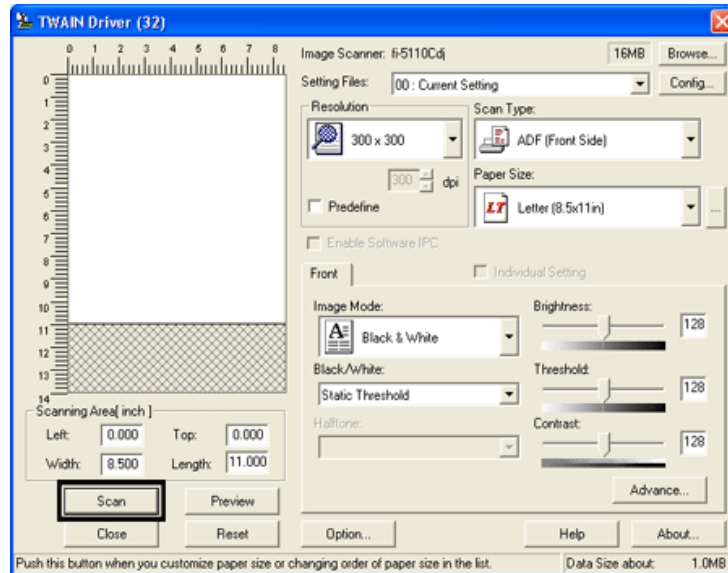 TWAIN Driver (32)
0 1 2 3 4 5 6 7 8
0
1
2
3
4
5
6
7
8
9
10
11
12
13
14
Image Scanner: fi-5110Cdj
16MB
Browse...
Setting Files:
00 : Current Setting
Config...
Resolution
300 x 300
300 dpi
Predefine
Scan Type:
ADF (Front Side)
Paper Size:
LT Letter (8.5x11in)
...
Enable Software IPC
Front
Individual Setting
Image Mode:
A Black & White
Black/White:
Static Threshold
Halftone:
Brightness:
128
Threshold:
128
Contrast:
128
Advance...
Scanning Area[ inch ]
Left: 0.000 Top: 0.000
Width: 8.500 Length: 11.000
Scan Preview
Close Reset Option... Help About...
Push this button when you customize paper size or changing order of paper size in the list. Data Size about: 1.0MB